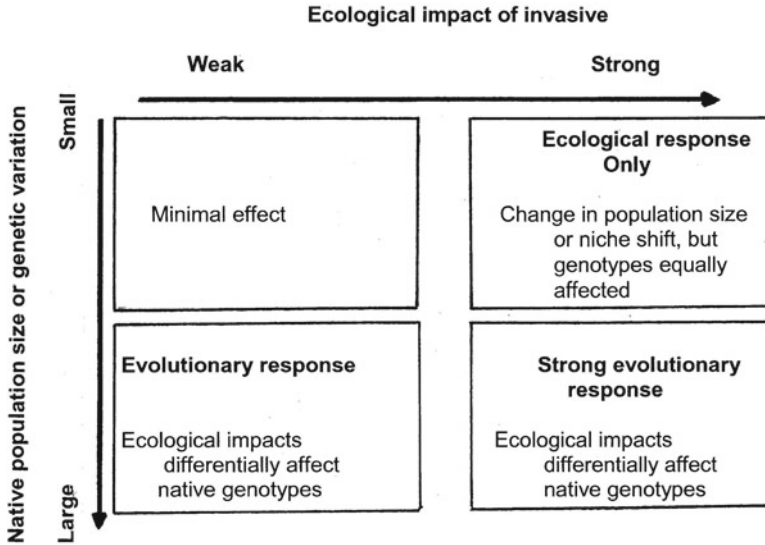 Ecological impact of invasive
Weak
Strong
Native population size or genetic variation
Small
Large
Minimal effect
Ecological response
Only
Change in population size
or niche shift, but
genotypes equally
affected
Evolutionary response
Ecological impacts
differentially affect
native genotypes
Strong evolutionary
response
Ecological impacts
differentially affect
native genotypes